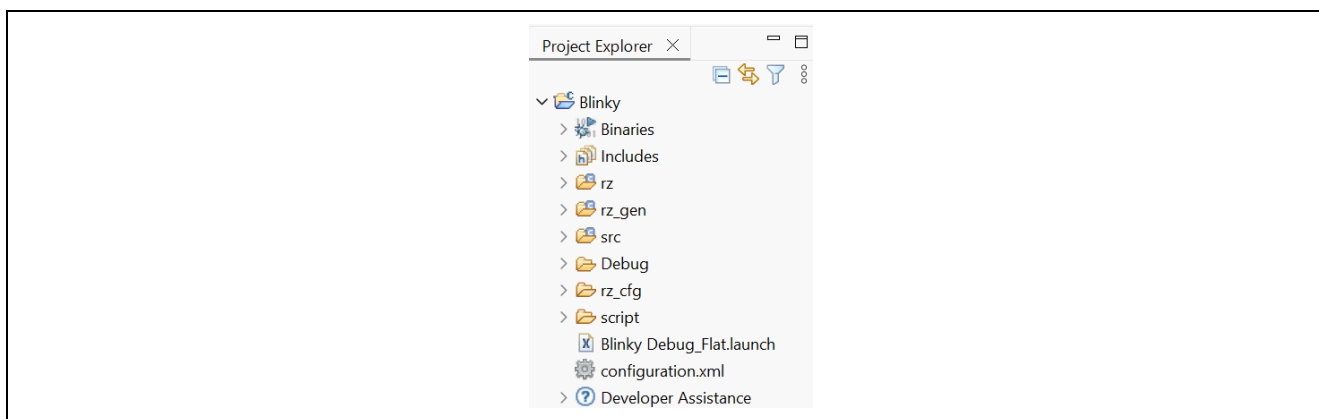 Project Explorer
Blinky
Binaries
Includes
rz
rz_gen
src
Debug
rz_cfg
script
Blinky Debug_Flat.launch
configuration.xml
Developer Assistance